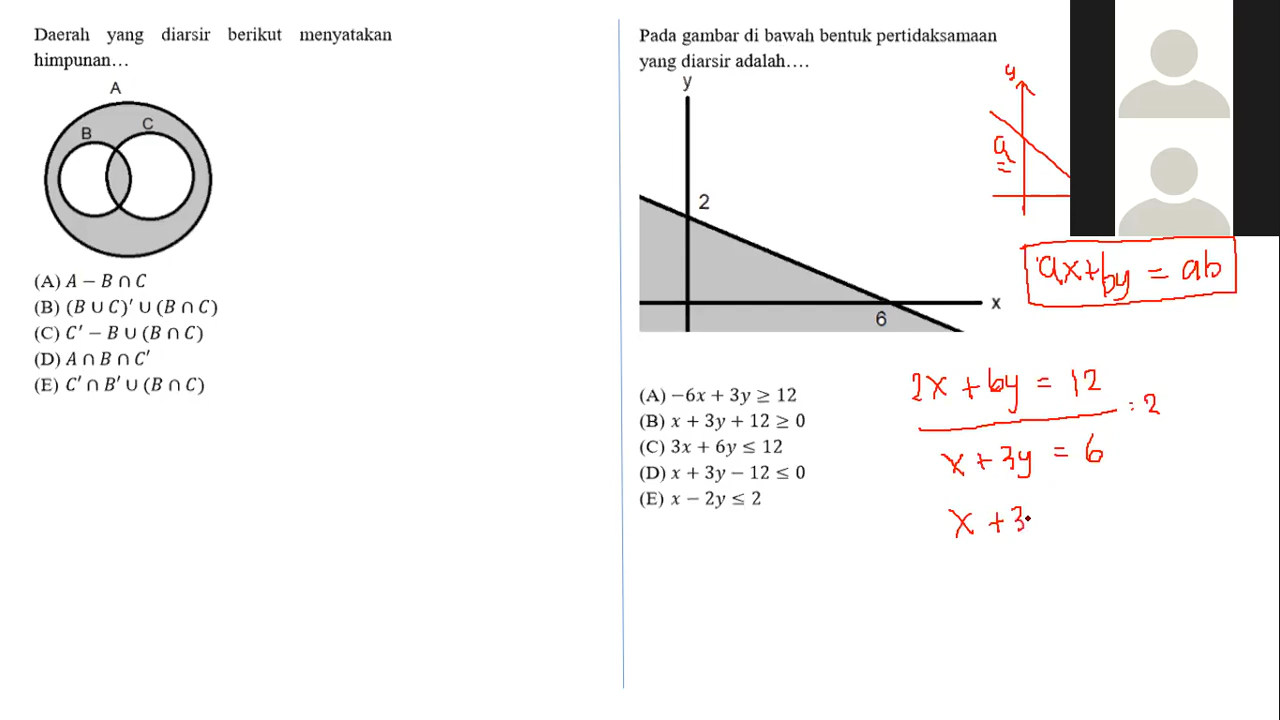 Daerah yang diarsir berikut menyatakan
himpunan…
A
B
C
(A) A − B ∩ C
(B) (B ∪ C)′ ∪ (B ∩ C)
(C) C′ − B ∪ (B ∩ C)
(D) A ∩ B ∩ C′
(E) C′ ∩ B′ ∪ (B ∩ C)
Pada gambar di bawah bentuk pertidaksamaan
yang diarsir adalah….
y
2
x
6
(A) −6x + 3y ≥ 12
(B) x + 3y + 12 ≥ 0
(C) 3x + 6y ≤ 12
(D) x + 3y − 12 ≤ 0
(E) x − 2y ≤ 2
y
a
ax+by = ab
2x + 6y = 12
: 2
x + 3y = 6
x + 3